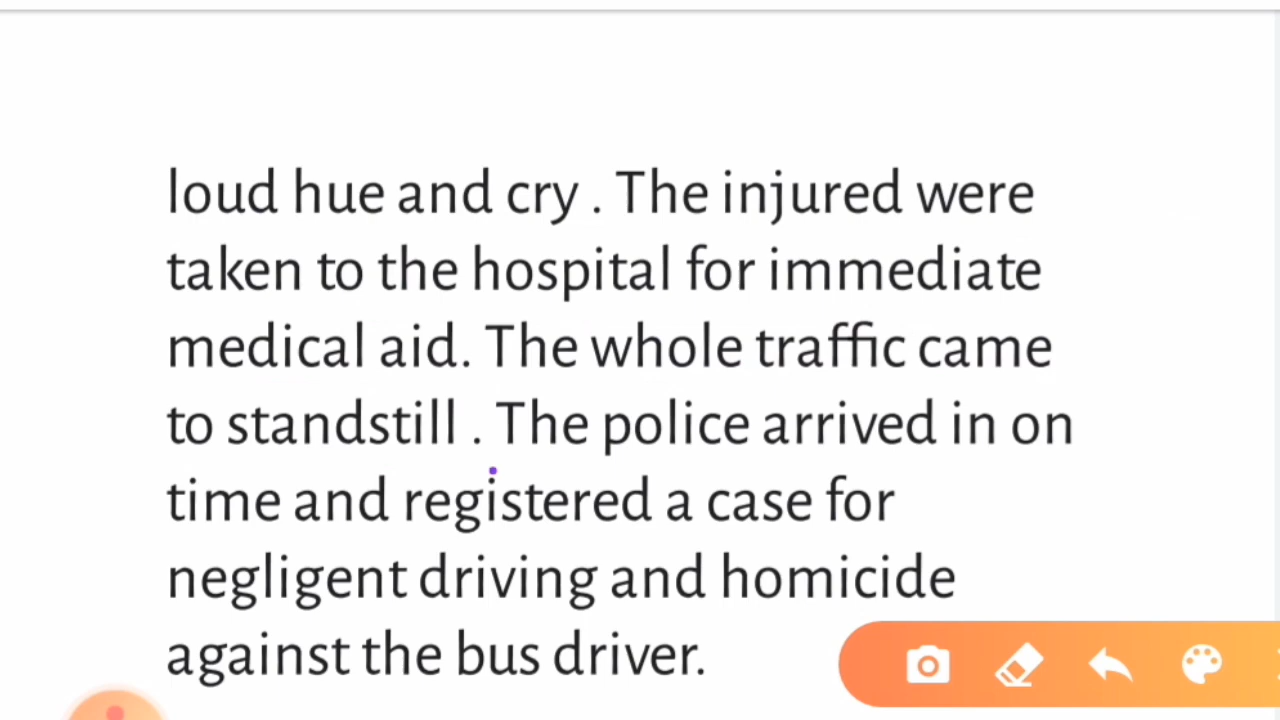 loud hue and cry . The injured were
taken to the hospital for immediate
medical aid. The whole traffic came
to standstill . The police arrived in on
time and registered a case for
negligent driving and homicide
against the bus driver.